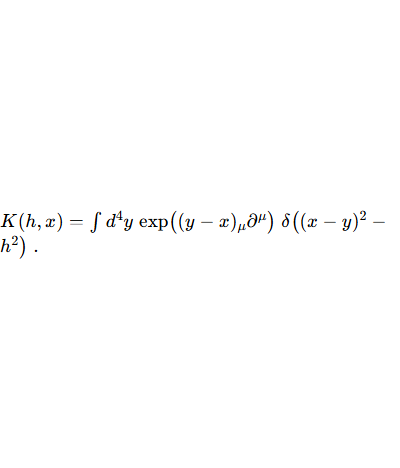 K(h, x) = ∫ d⁴y exp((y − x)_μ∂^μ) δ((x − y)² −
h²) .